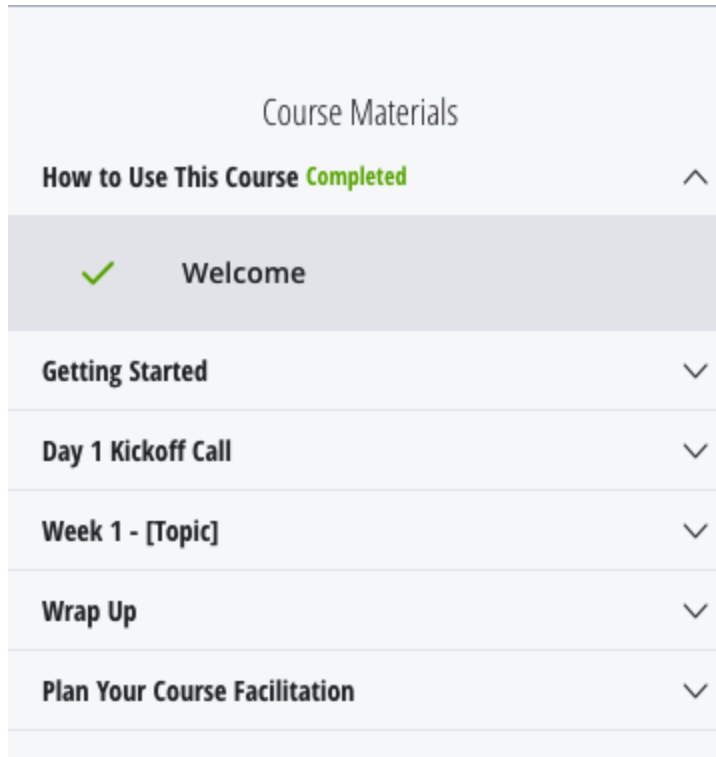 Course Materials
How to Use This Course Completed
Welcome
Getting Started
Day 1 Kickoff Call
Week 1 - [Topic]
Wrap Up
Plan Your Course Facilitation